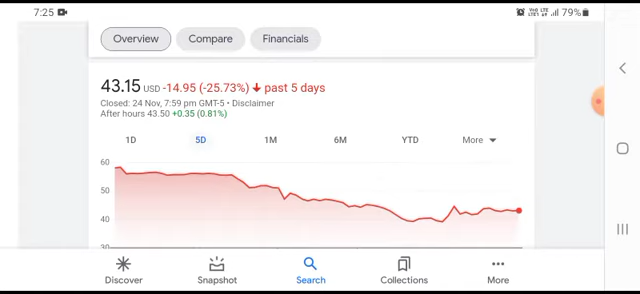 7:25
79%
Overview Compare Financials
43.15 USD -14.95 (-25.73%) past 5 days
Closed: 24 Nov, 7:59 pm GMT-5 • Disclaimer
After hours 43.50 +0.35 (0.81%)
1D 5D 1M 6M YTD More
60
50
40
30
Discover Snapshot Search Collections More